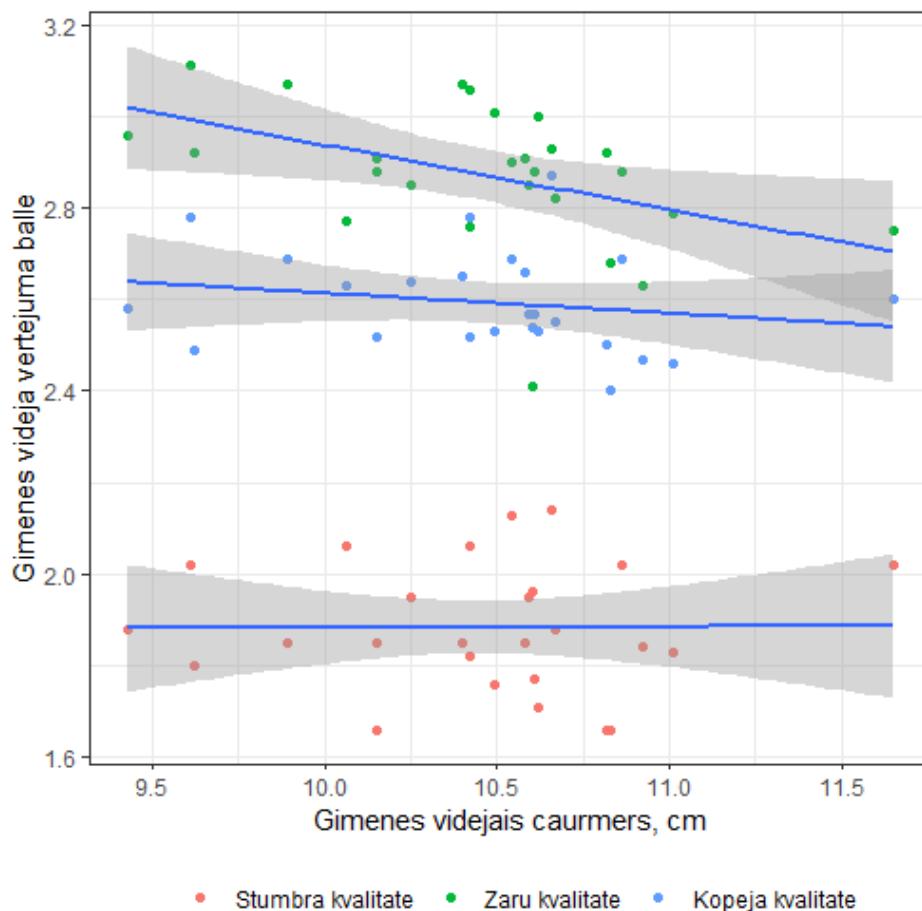 3.2
2.8
2.4
2.0
1.6
Gimenes videja vertejuma balle
9.5 10.0 10.5 11.0 11.5
Gimenes videjais caurmers, cm
Stumbra kvalitate Zaru kvalitate Kopeja kvalitate